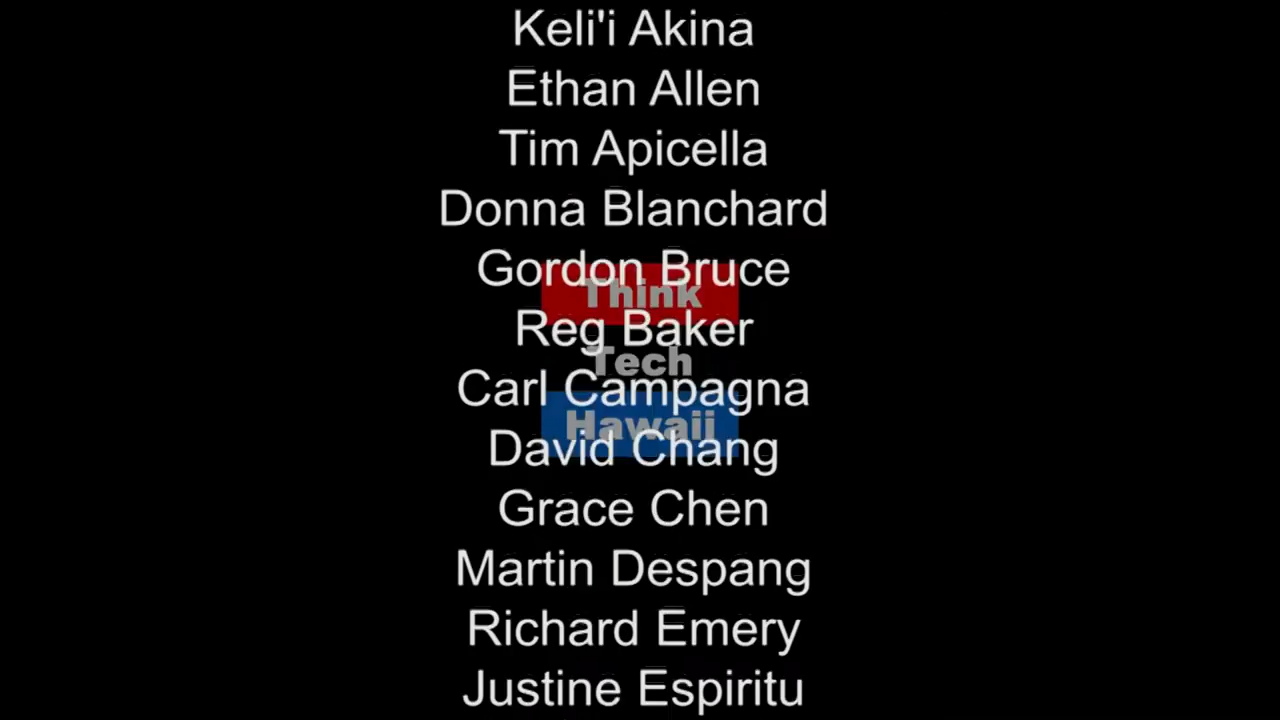 Keli'i Akina
Ethan Allen
Tim Apicella
Donna Blanchard
Gordon Bruce
Think
Reg Baker
Tech
Carl Campagna
Hawaii
David Chang
Grace Chen
Martin Despang
Richard Emery
Justine Espiritu